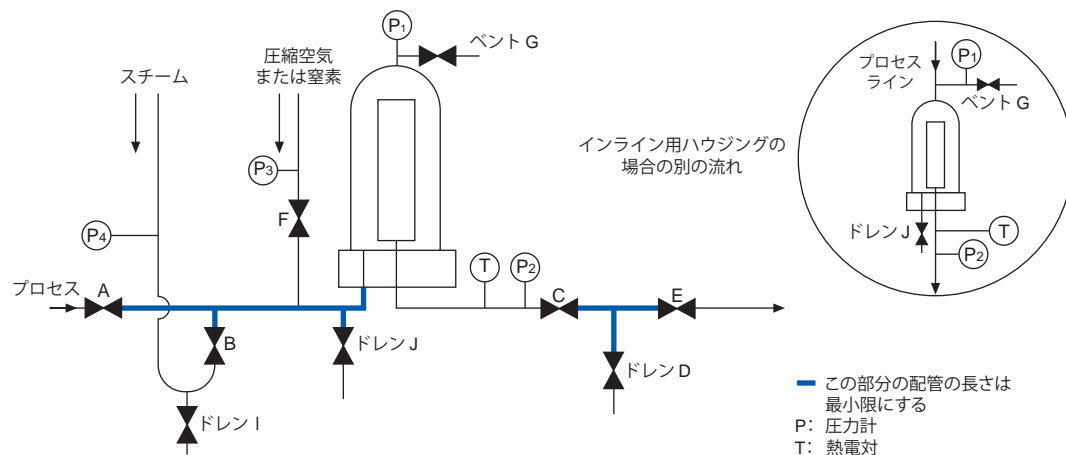 P1
ベント G
スチーム
圧縮空気
または窒素
P3
F
P4
プロセス
A
B
ドレン J
ドレン I
T
P2
C
E
ドレン D
インライン用ハウジングの
場合の別の流れ
プロセス
ライン
P1
ベント G
ドレン J
T
P2
この部分の配管の長さは
最小限にする
P： 圧力計
T： 熱電対